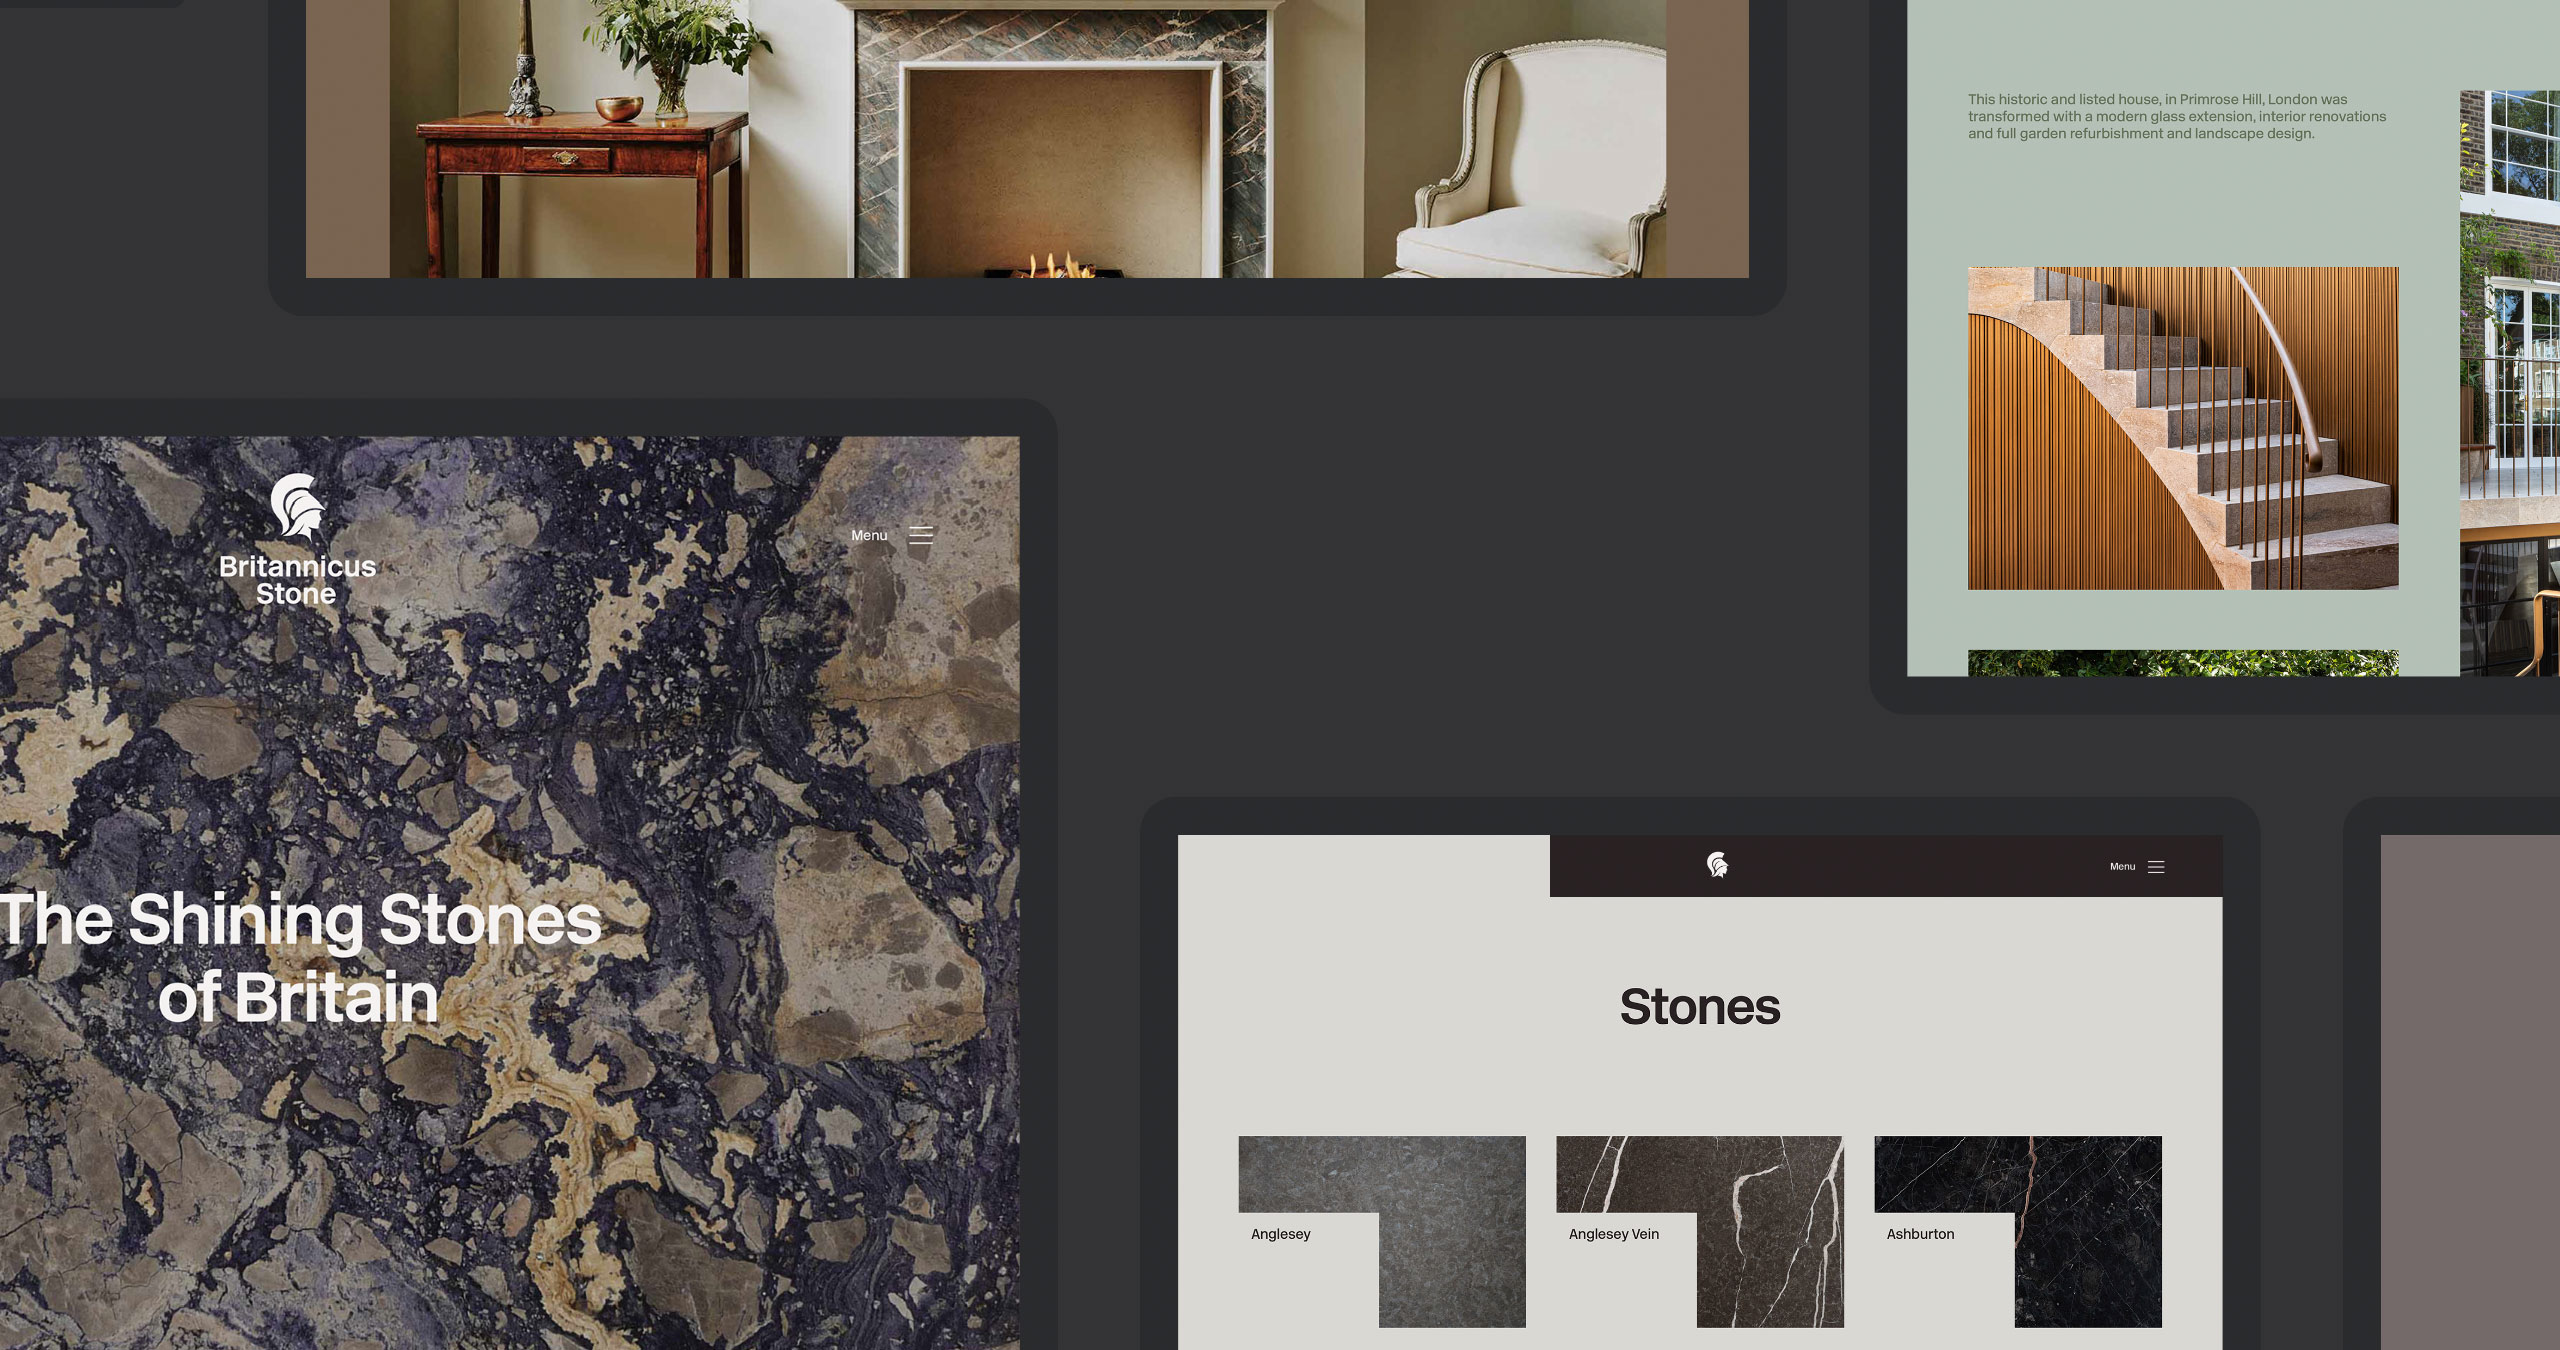 This historic and listed house, in Primrose Hill, London was
transformed with a modern glass extension, interior renovations
and full garden refurbishment and landscape design.
Britannicus
Stone
Menu
The Shining Stones
of Britain
Menu
Stones
Anglesey
Anglesey Vein
Ashburton